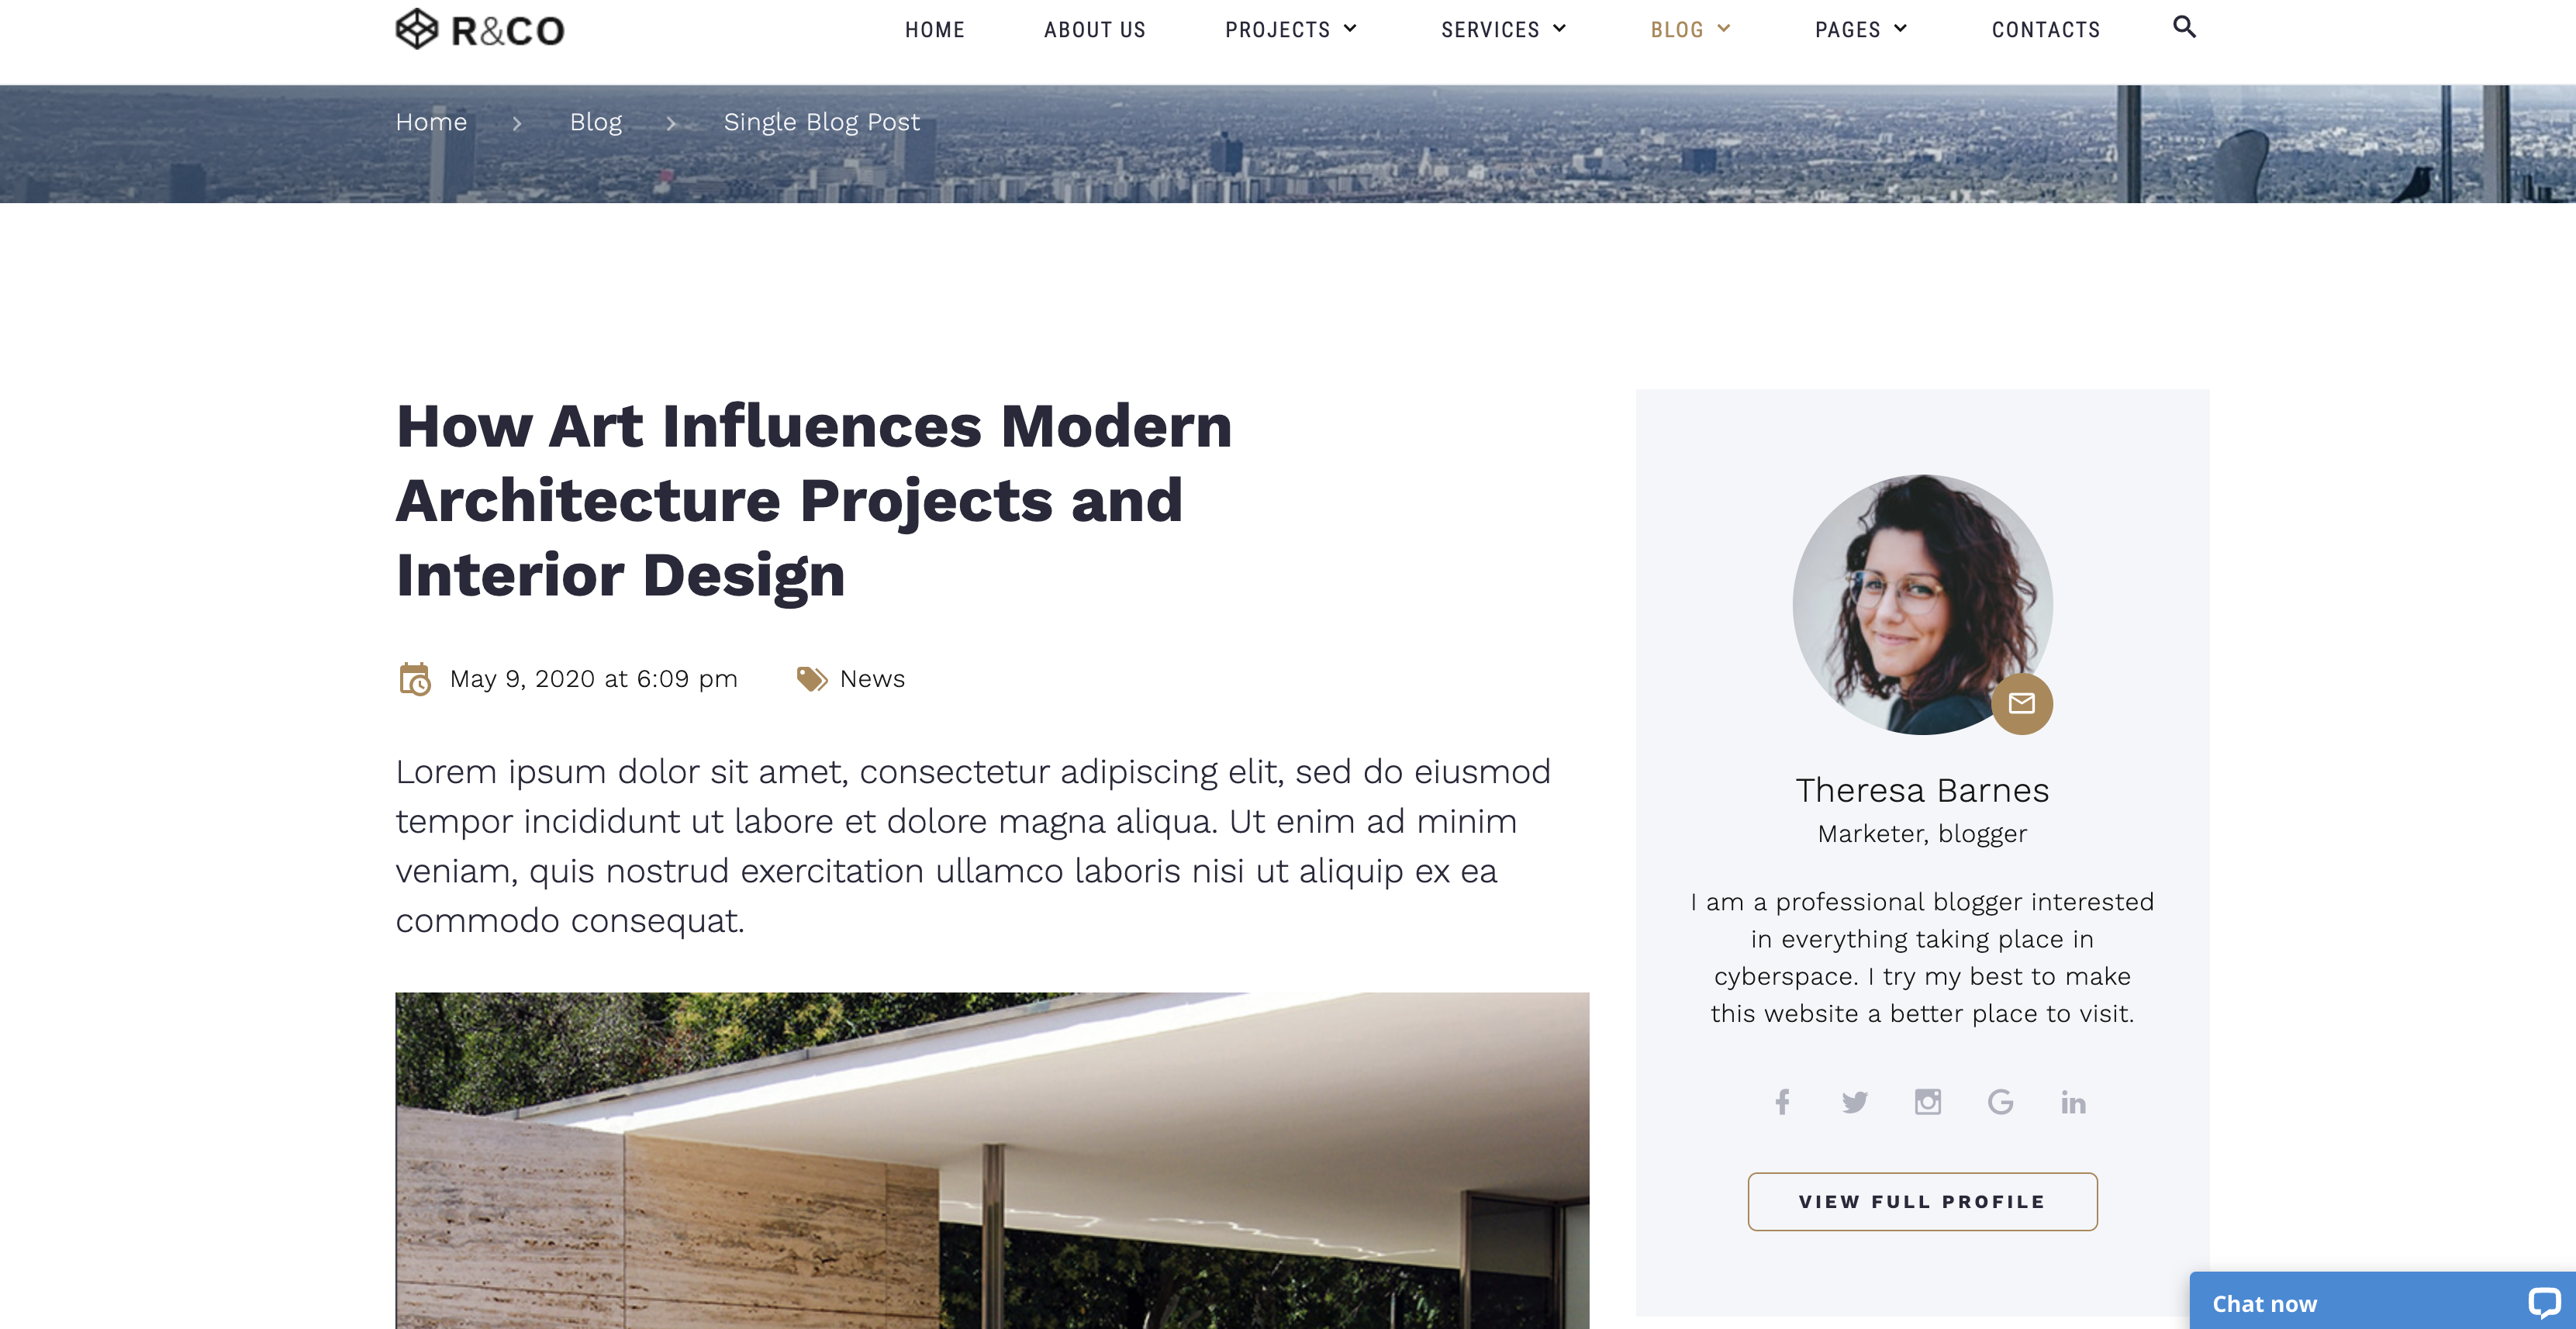 R&CO
HOME
ABOUT US
PROJECTS
SERVICES
BLOG
PAGES
CONTACTS
Home
Blog
Single Blog Post
How Art Influences Modern
Architecture Projects and
Interior Design
May 9, 2020 at 6:09 pm
News
Lorem ipsum dolor sit amet, consectetur adipiscing elit, sed do eiusmod
tempor incididunt ut labore et dolore magna aliqua. Ut enim ad minim
veniam, quis nostrud exercitation ullamco laboris nisi ut aliquip ex ea
commodo consequat.
Theresa Barnes
Marketer, blogger
I am a professional blogger interested
in everything taking place in
cyberspace. I try my best to make
this website a better place to visit.
VIEW FULL PROFILE
Chat now